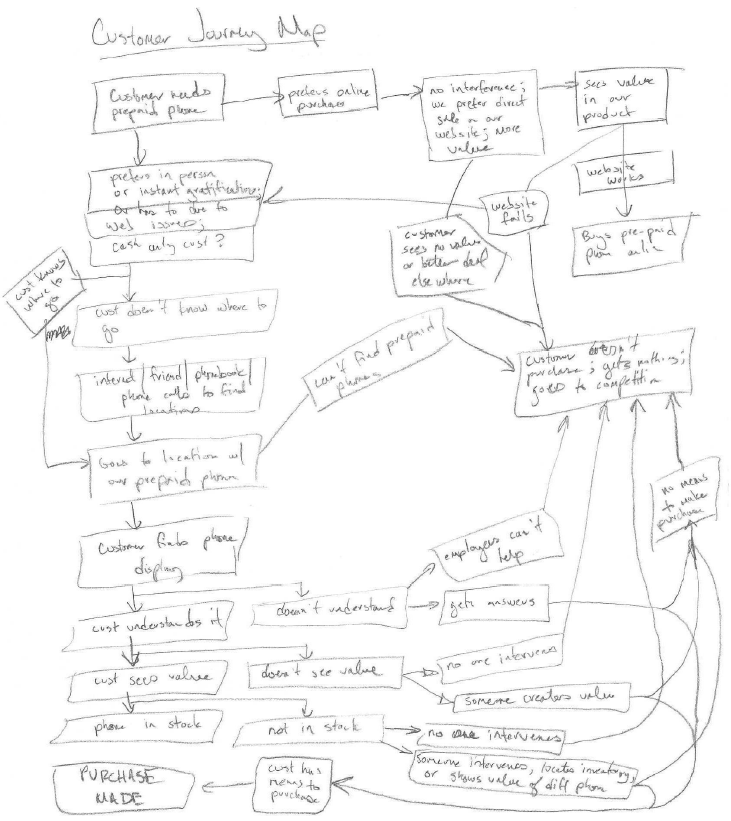 Customer Journey Map
Customer needs
prepaid phone
prefers online
purchase
no interference;
we prefer direct
sale on our
website; more
value
sees value
in our
product
prefers in person
or instant gratification;
or has to due to
web issues;
cash only cust?
website
fails
website
works
Buys pre-paid
phone online
customer
sees no value
or better deal
else where
cust knows
where to
go
cust doesn't know where to
go
internet/friend/phonebook/
phone calls to find
locations
can't find prepaid
phones
customer doesn't
purchase; gets nothing;
goes to competition
Goes to location w/
our prepaid phone
no means
to make
purchase
Customer finds phone
display
employees can't
help
doesn't understand
gets answers
cust understands it
no one intervenes
doesn't see value
cust sees value
someone creates value
phone in stock
not in stock
no one intervenes
someone intervenes, locates inventory,
or shows value of diff phone
cust has
means to
purchase
PURCHASE
MADE